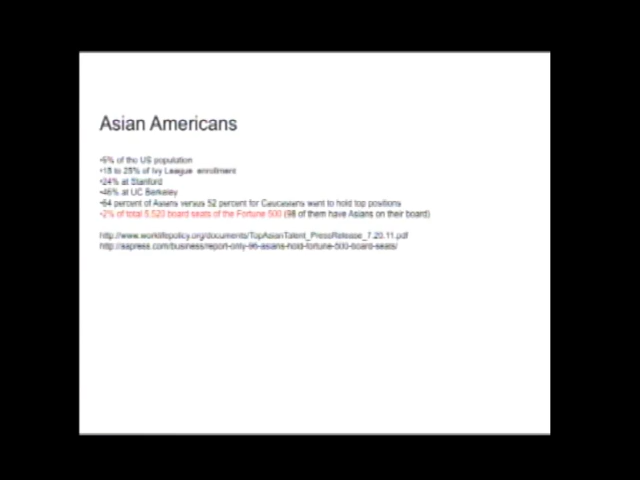 Asian Americans
•5% of the US population
•15 to 25% of Ivy League enrollment
•24% at Stanford
•46% at UC Berkeley
•64 percent of Asians versus 52 percent for Caucasians want to hold top positions
•2% of total 5,520 board seats of the Fortune 500 (98 of them have Asians on their board)
http://www.worklifepolicy.org/documents/TopAsianTalent_PressRelease_7.20.11.pdf
http://aapress.com/business/report-only-96-asians-hold-fortune-500-board-seats/